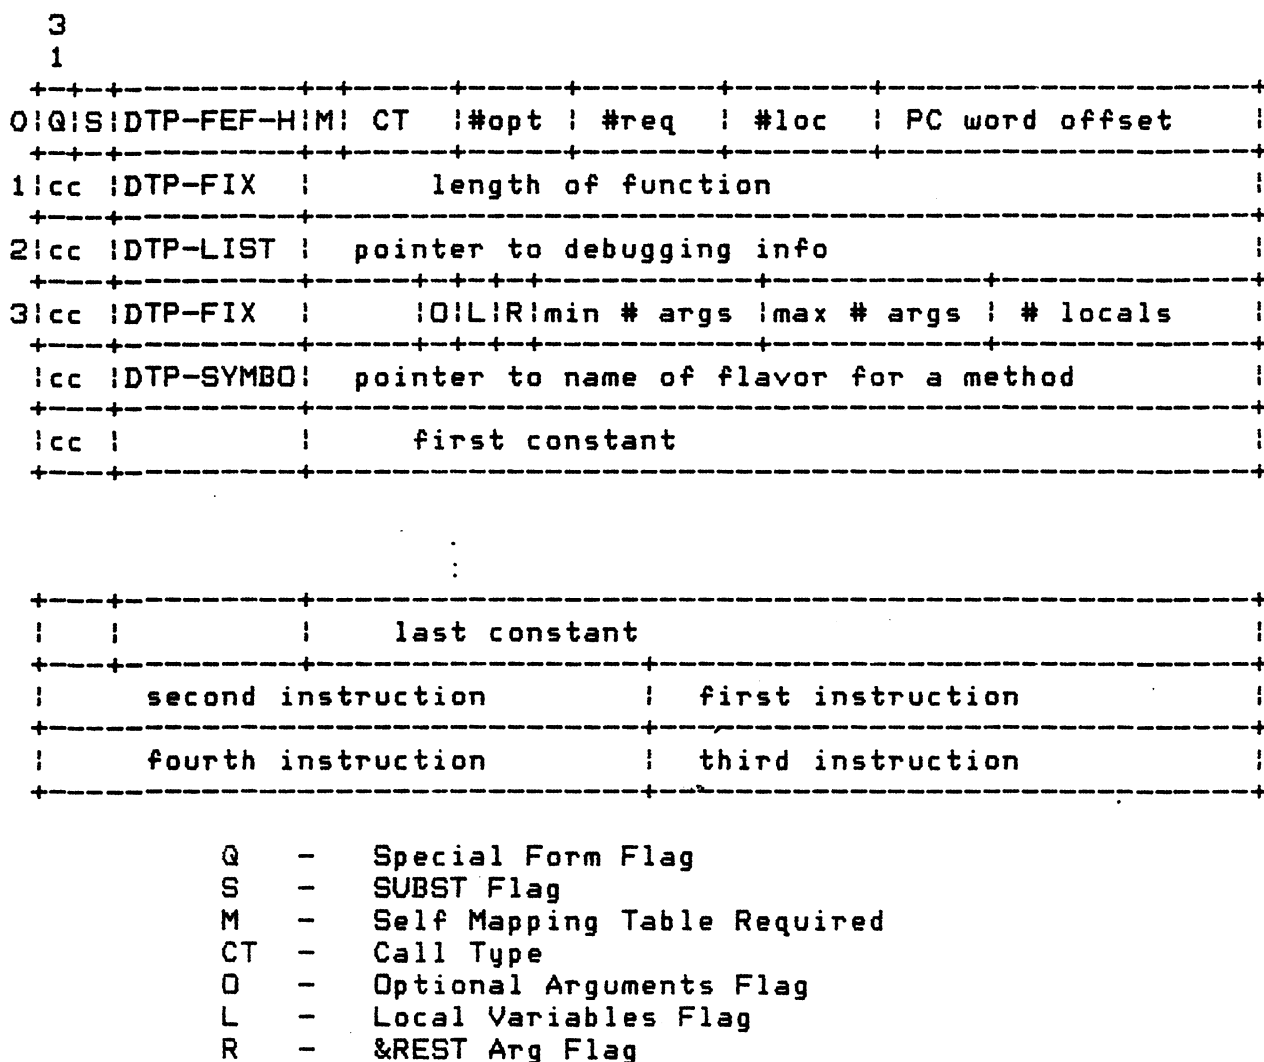 3
1
+-+-+----------+-+------+------+--------+--------+---------------------+
0|Q|S|DTP-FEF-H|M| CT |#opt | #req | #loc | PC word offset |
+-+-+----------+-+------+------+--------+--------+---------------------+
1|cc |DTP-FIX | length of function |
+---+----------+-------------------------------------------------------+
2|cc |DTP-LIST | pointer to debugging info |
+---+----------+------+-+-+-+------------+------------+----------------+
3|cc |DTP-FIX | |O|L|R|min # args |max # args | # locals |
+---+----------+------+-+-+-+------------+------------+----------------+
|cc |DTP-SYMBO| pointer to name of flavor for a method |
+---+----------+-------------------------------------------------------+
|cc | | first constant |
+---+----------+-------------------------------------------------------+
.
:
+---+----------+-------------------------------------------------------+
| | | last constant |
+---+----------+------------------+------------------------------------+
| second instruction | first instruction |
+---------------------------------+------------------------------------+
| fourth instruction | third instruction |
+---------------------------------+------------------------------------+
Q - Special Form Flag
S - SUBST Flag
M - Self Mapping Table Required
CT - Call Type
O - Optional Arguments Flag
L - Local Variables Flag
R - &REST Arg Flag